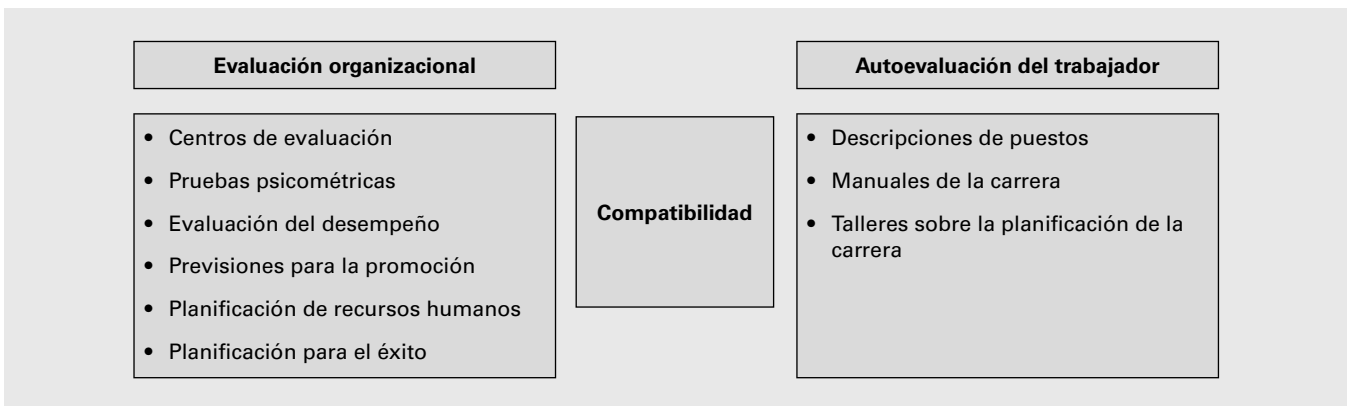 Evaluación organizacional
• Centros de evaluación
• Pruebas psicométricas
• Evaluación del desempeño
• Previsiones para la promoción
• Planificación de recursos humanos
• Planificación para el éxito
Compatibilidad
Autoevaluación del trabajador
• Descripciones de puestos
• Manuales de la carrera
• Talleres sobre la planificación de la
carrera